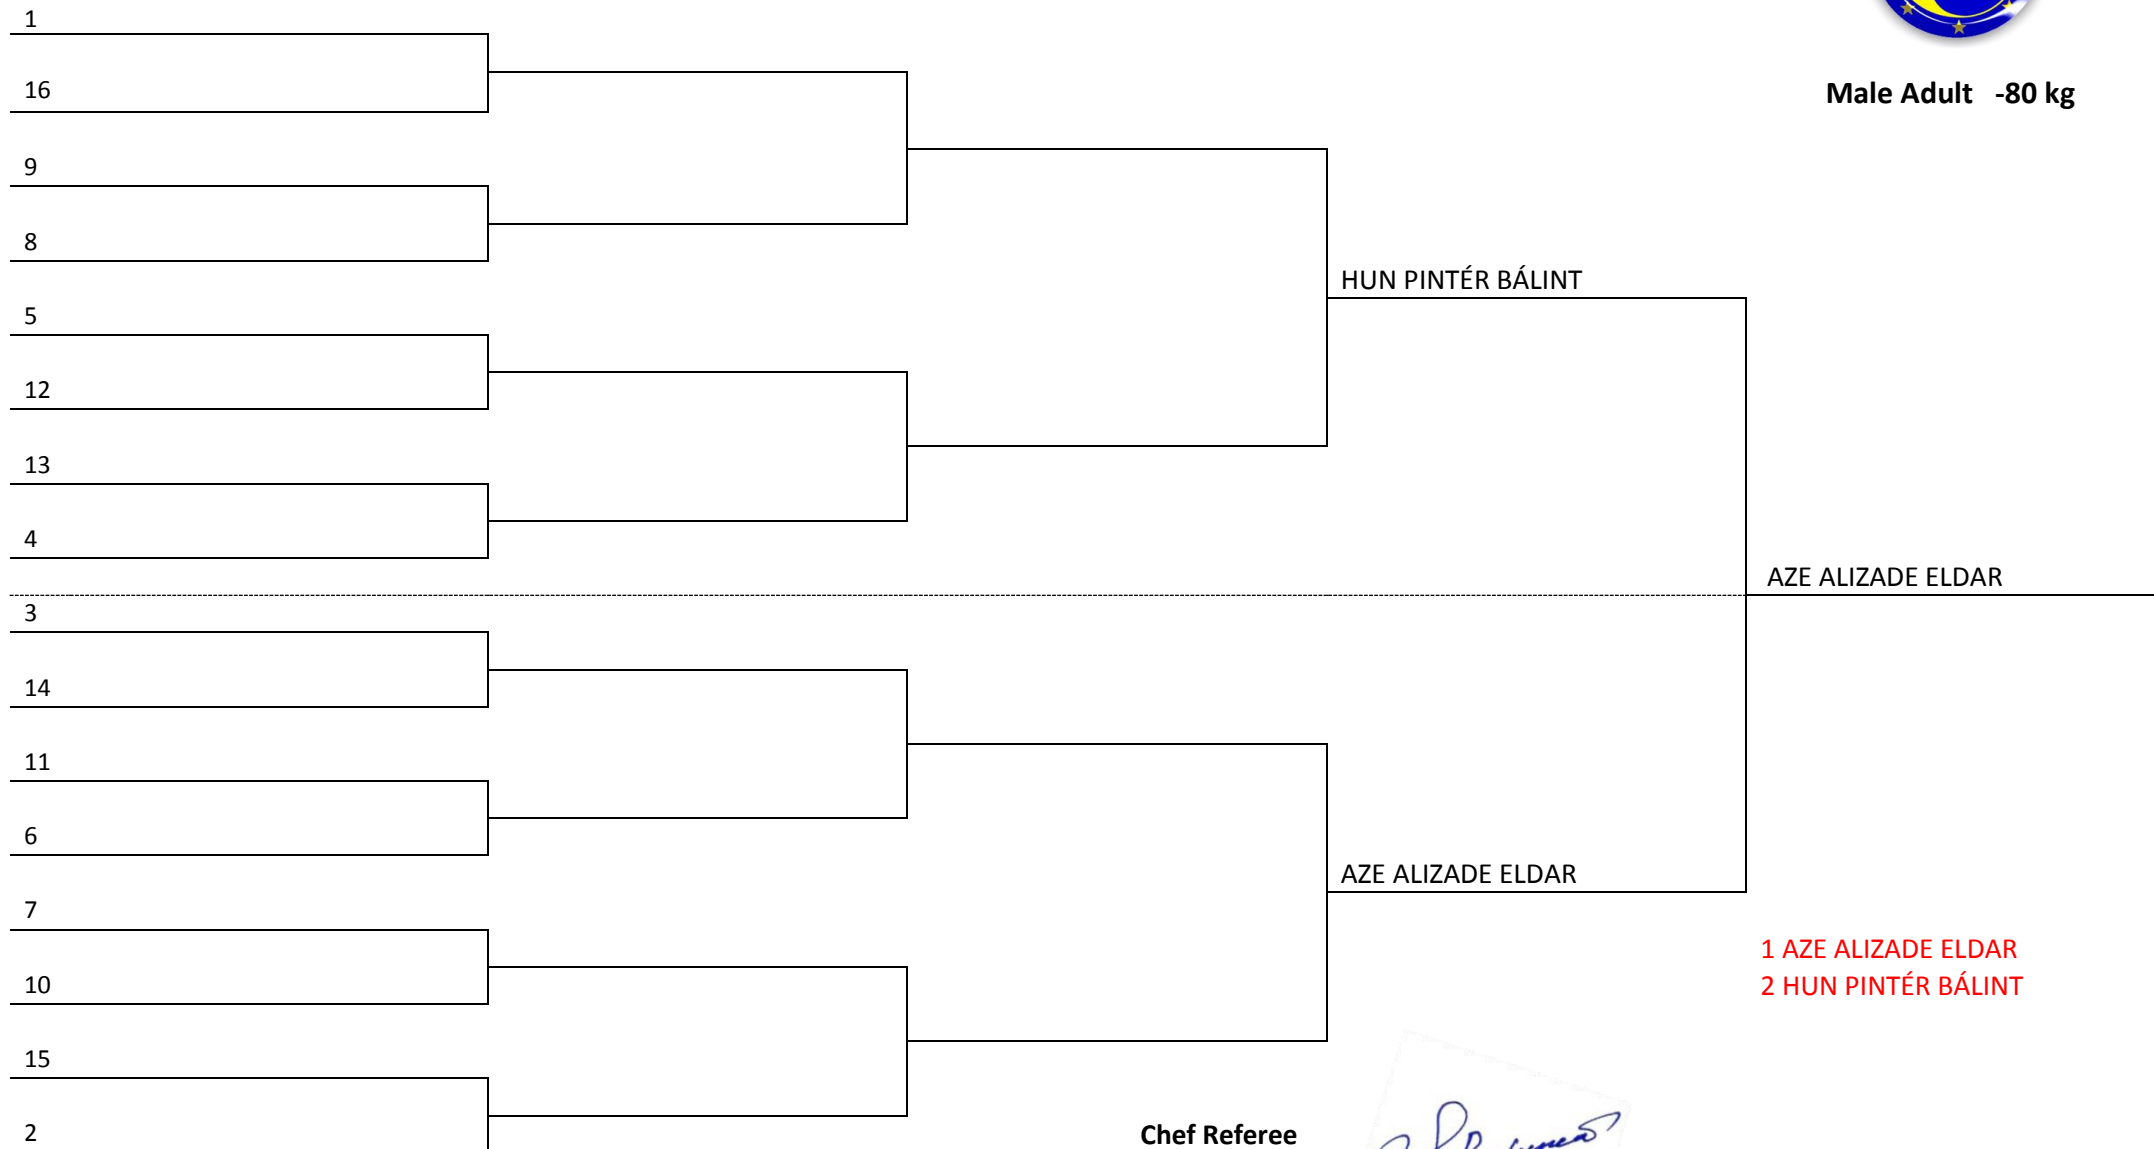 1
16
Male Adult -80 kg
9
8
HUN PINTÉR BÁLINT
5
12
13
4
AZE ALIZADE ELDAR
3
14
11
6
AZE ALIZADE ELDAR
7
1 AZE ALIZADE ELDAR
10
2 HUN PINTÉR BÁLINT
15
2
Chef Referee